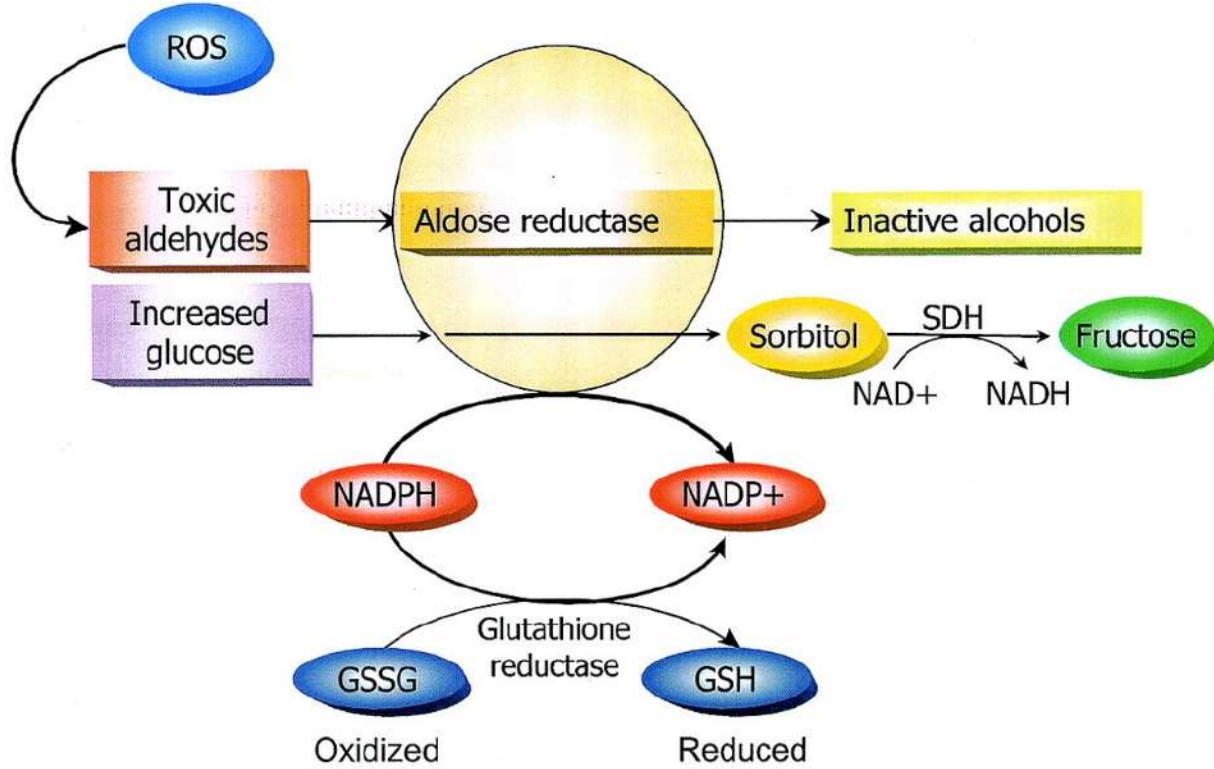 ROS
Toxic
aldehydes
Aldose reductase
Inactive alcohols
Increased
glucose
Sorbitol
SDH
Fructose
NAD+
NADH
NADPH
NADP+
Glutathione
reductase
GSSG
GSH
Oxidized
Reduced